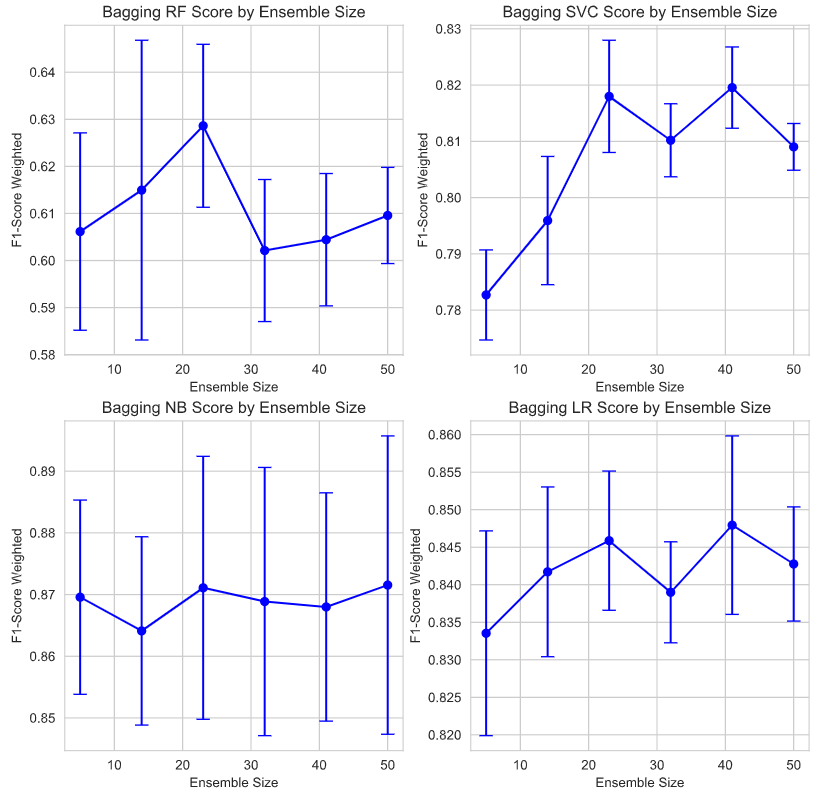 Bagging RF Score by Ensemble Size
F1-Score Weighted
0.64
0.63
0.62
0.61
0.60
0.59
0.58
10 20 30 40 50
Ensemble Size
Bagging SVC Score by Ensemble Size
F1-Score Weighted
0.83
0.82
0.81
0.80
0.79
0.78
10 20 30 40 50
Ensemble Size
Bagging NB Score by Ensemble Size
F1-Score Weighted
0.89
0.88
0.87
0.86
0.85
10 20 30 40 50
Ensemble Size
Bagging LR Score by Ensemble Size
F1-Score Weighted
0.860
0.855
0.850
0.845
0.840
0.835
0.830
0.825
0.820
10 20 30 40 50
Ensemble Size